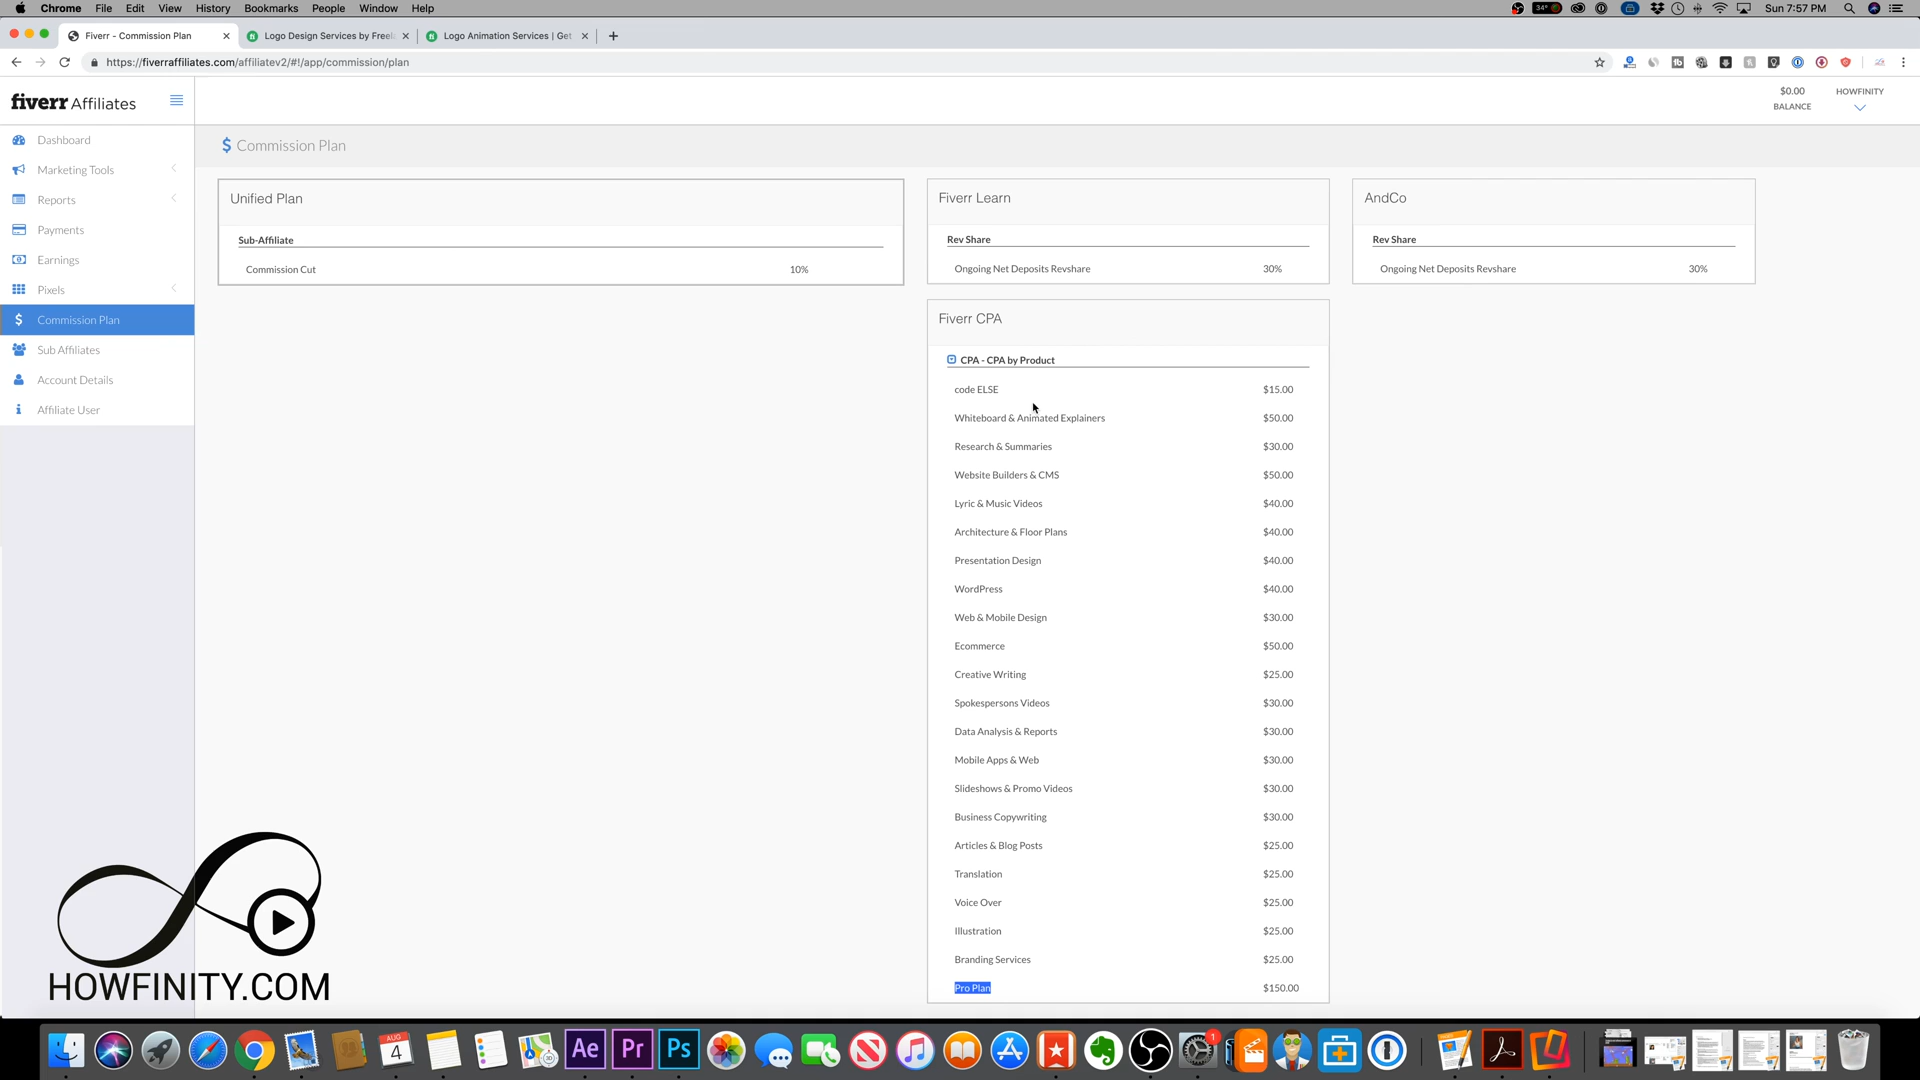 Chrome File Edit View History Bookmarks People Window Help
34° Sun 7:57 PM
Fiverr - Commission Plan
Logo Design Services by Freel
Logo Animation Services | Get
https://fiverraffiliates.com/affiliatev2/#!/app/commission/plan
fiverr Affiliates
$0.00
BALANCE
HOWFINITY
Dashboard
Marketing Tools
Reports
Payments
Earnings
Pixels
Commission Plan
Sub Affiliates
Account Details
Affiliate User
$ Commission Plan
Unified Plan
Sub-Affiliate
Commission Cut 10%
Fiverr Learn
Rev Share
Ongoing Net Deposits Revshare 30%
AndCo
Rev Share
Ongoing Net Deposits Revshare 30%
Fiverr CPA
CPA - CPA by Product
code ELSE $15.00
Whiteboard & Animated Explainers $50.00
Research & Summaries $30.00
Website Builders & CMS $50.00
Lyric & Music Videos $40.00
Architecture & Floor Plans $40.00
Presentation Design $40.00
WordPress $40.00
Web & Mobile Design $30.00
Ecommerce $50.00
Creative Writing $25.00
Spokespersons Videos $30.00
Data Analysis & Reports $30.00
Mobile Apps & Web $30.00
Slideshows & Promo Videos $30.00
Business Copywriting $30.00
Articles & Blog Posts $25.00
Translation $25.00
Voice Over $25.00
Illustration $25.00
Branding Services $25.00
Pro Plan $150.00
HOWFINITY.COM
AUG
4
Ae
Pr
Ps
1